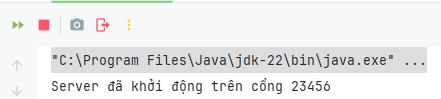 "C:\Program Files\Java\jdk-22\bin\java.exe" ...
Server đã khởi động trên cổng 23456